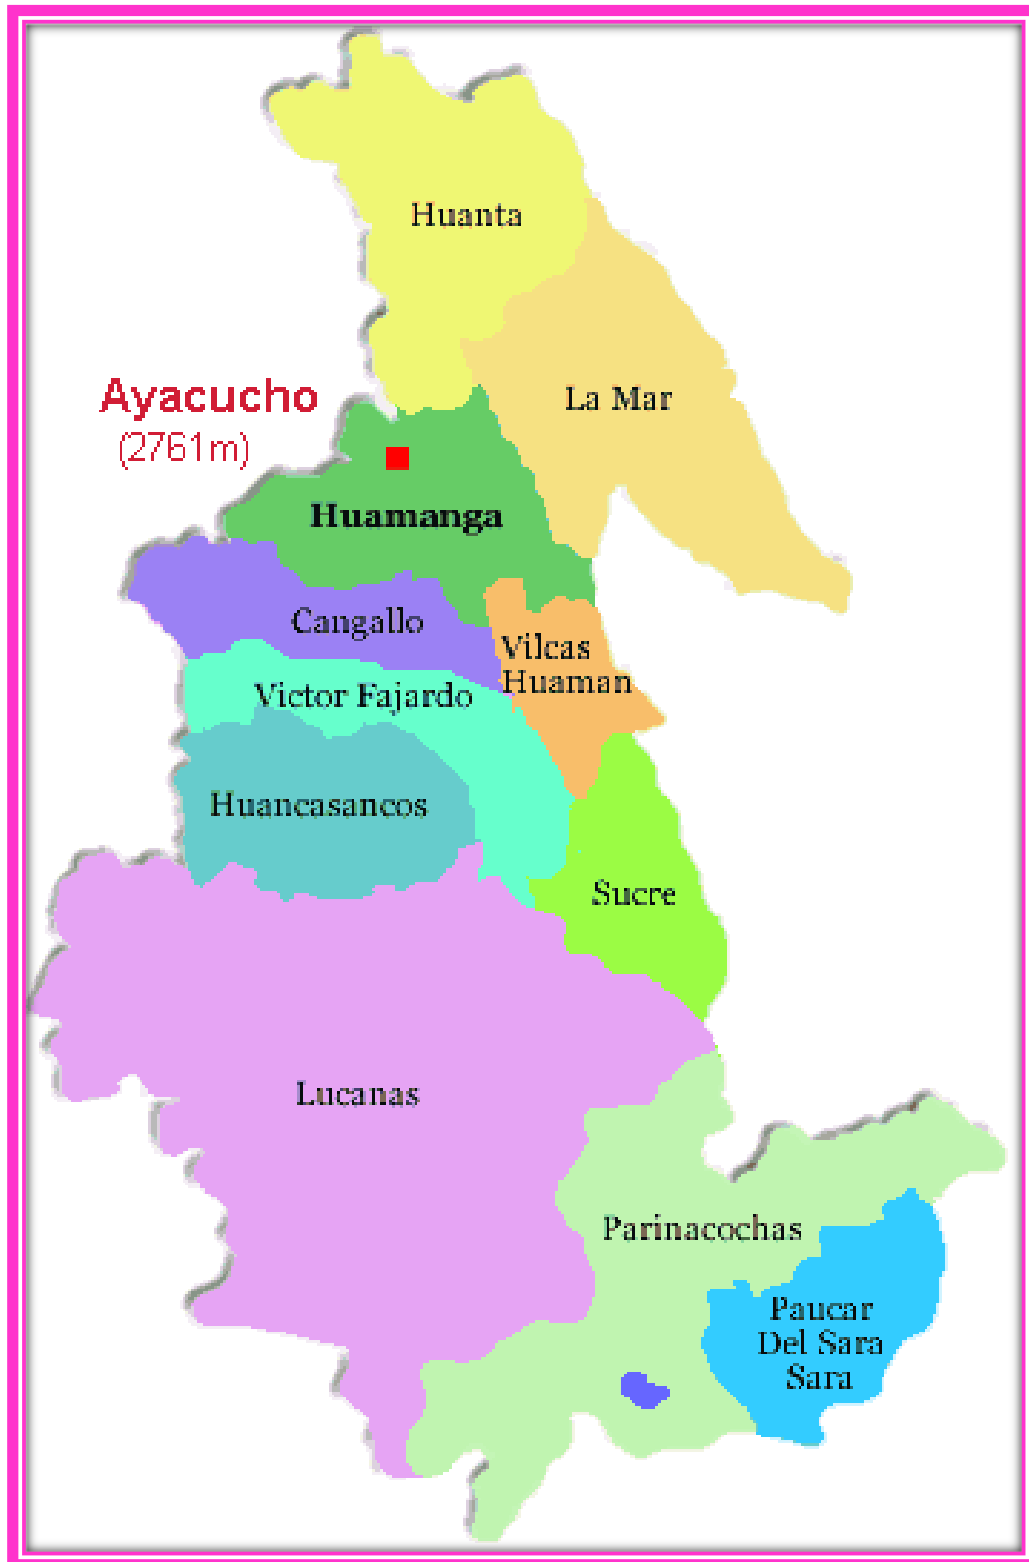 Huanta
Ayacucho
(2761m)
La Mar
Huamanga
Cangallo
Vilcas
Huaman
Victor Fajardo
Huancasancos
Sucre
Lucanas
Parinacochas
Paucar
Del Sara
Sara